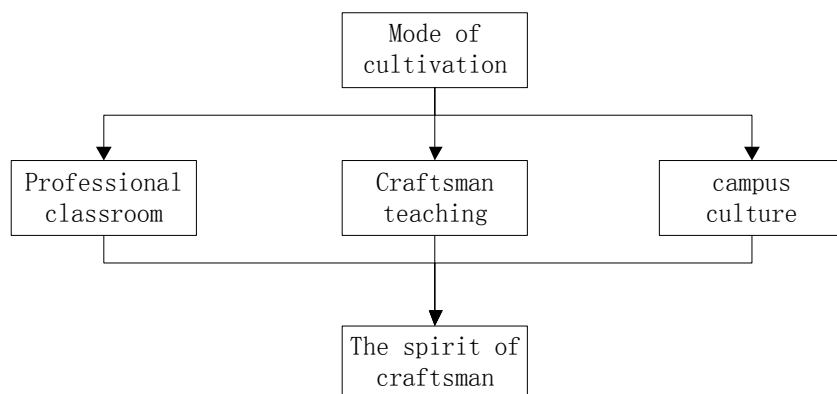 Mode of
cultivation
Professional
classroom
Craftsman
teaching
campus
culture
The spirit of
craftsman